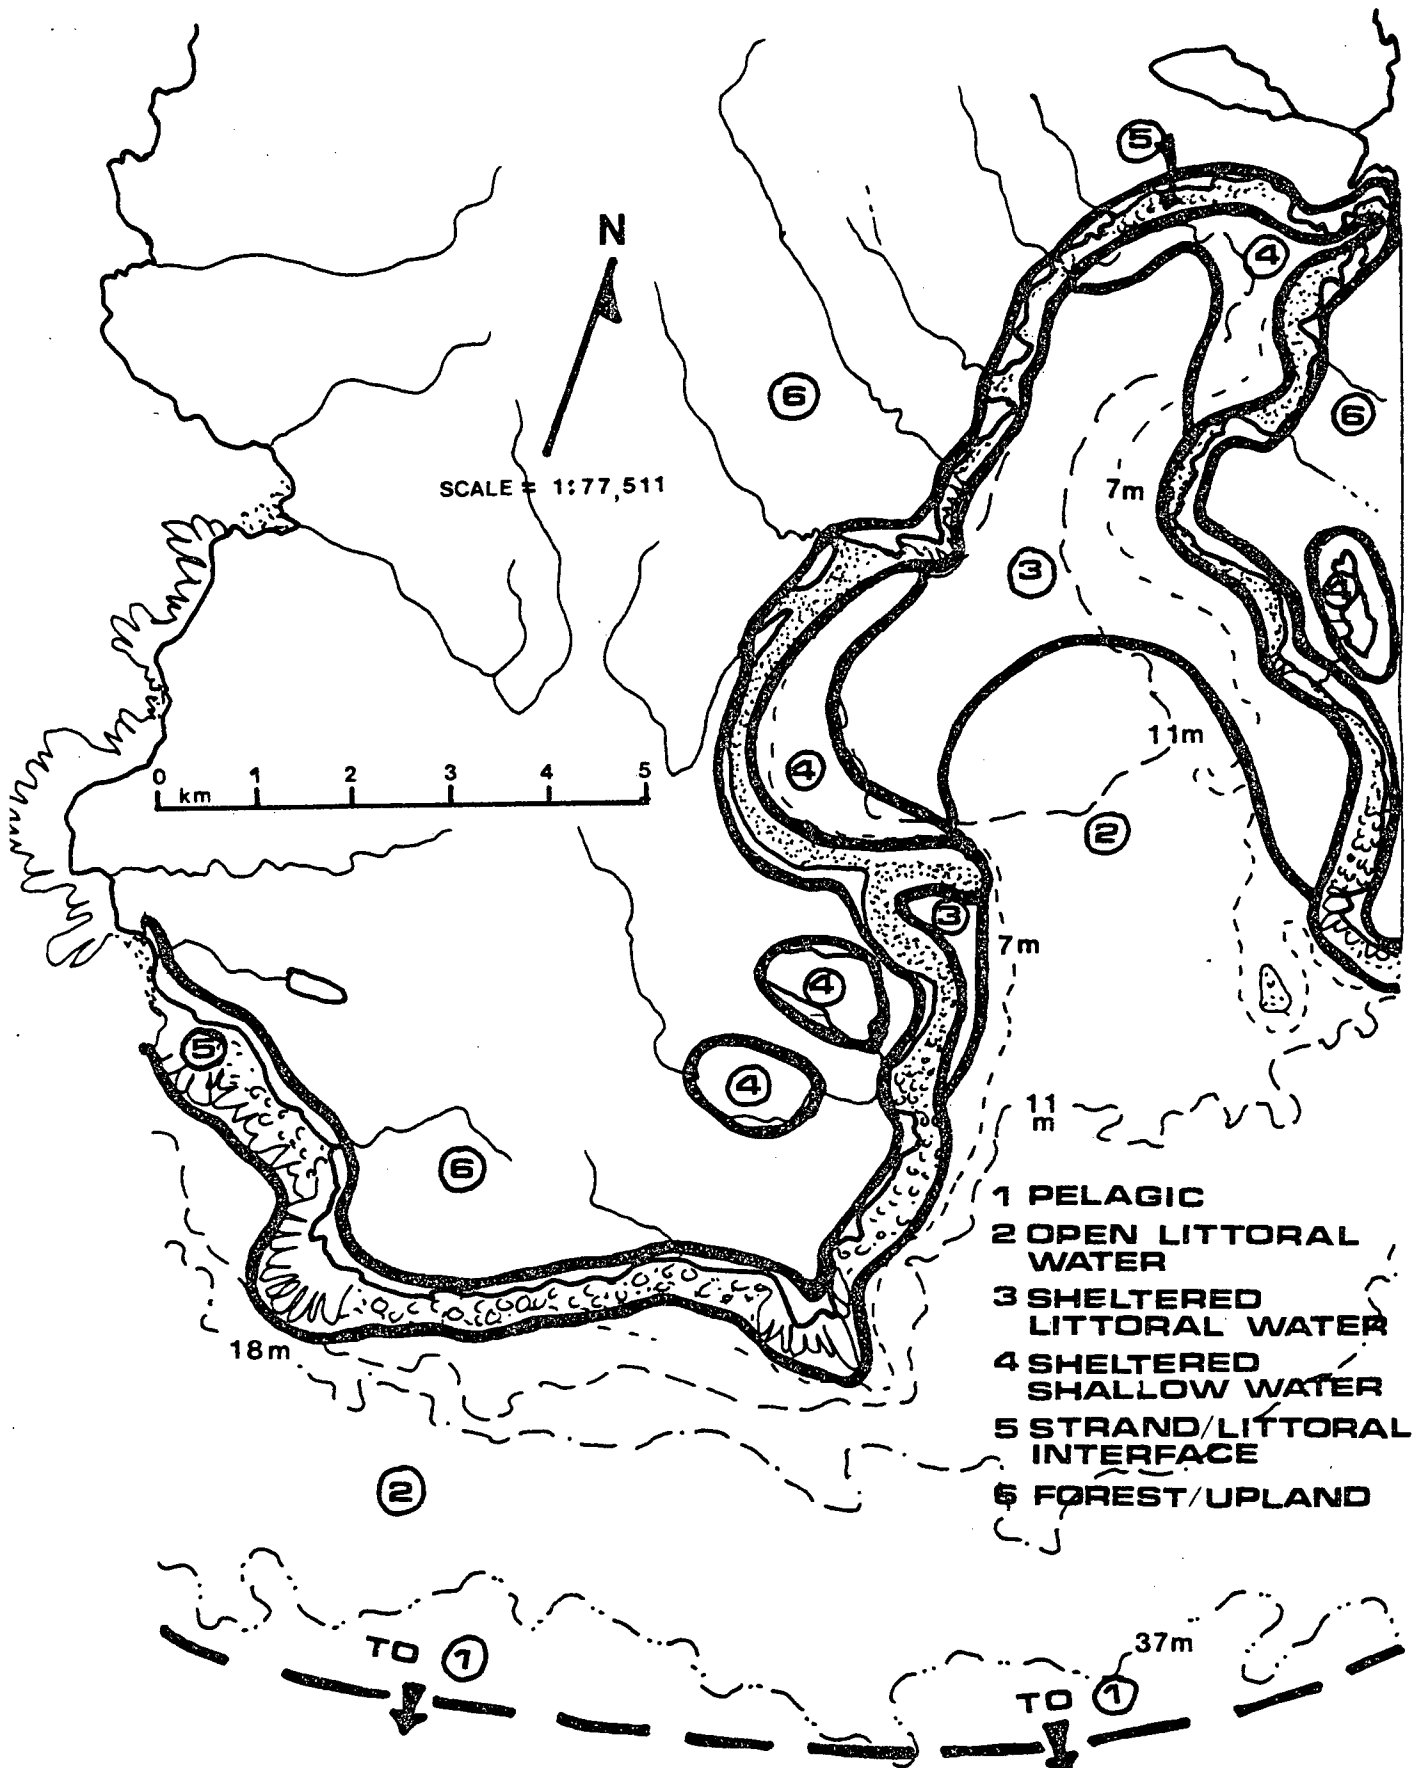 5
N
4
6
6
SCALE = 1:77,511
7m
3
4
11m
0 1 2 3 4 5
km
4
2
3
7m
4
5
4
11
m
6
1 PELAGIC
2 OPEN LITTORAL
WATER
3 SHELTERED
LITTORAL WATER
4 SHELTERED
SHALLOW WATER
5 STRAND/LITTORAL
INTERFACE
6 FOREST/UPLAND
18m
2
37m
TO 1
TO 1